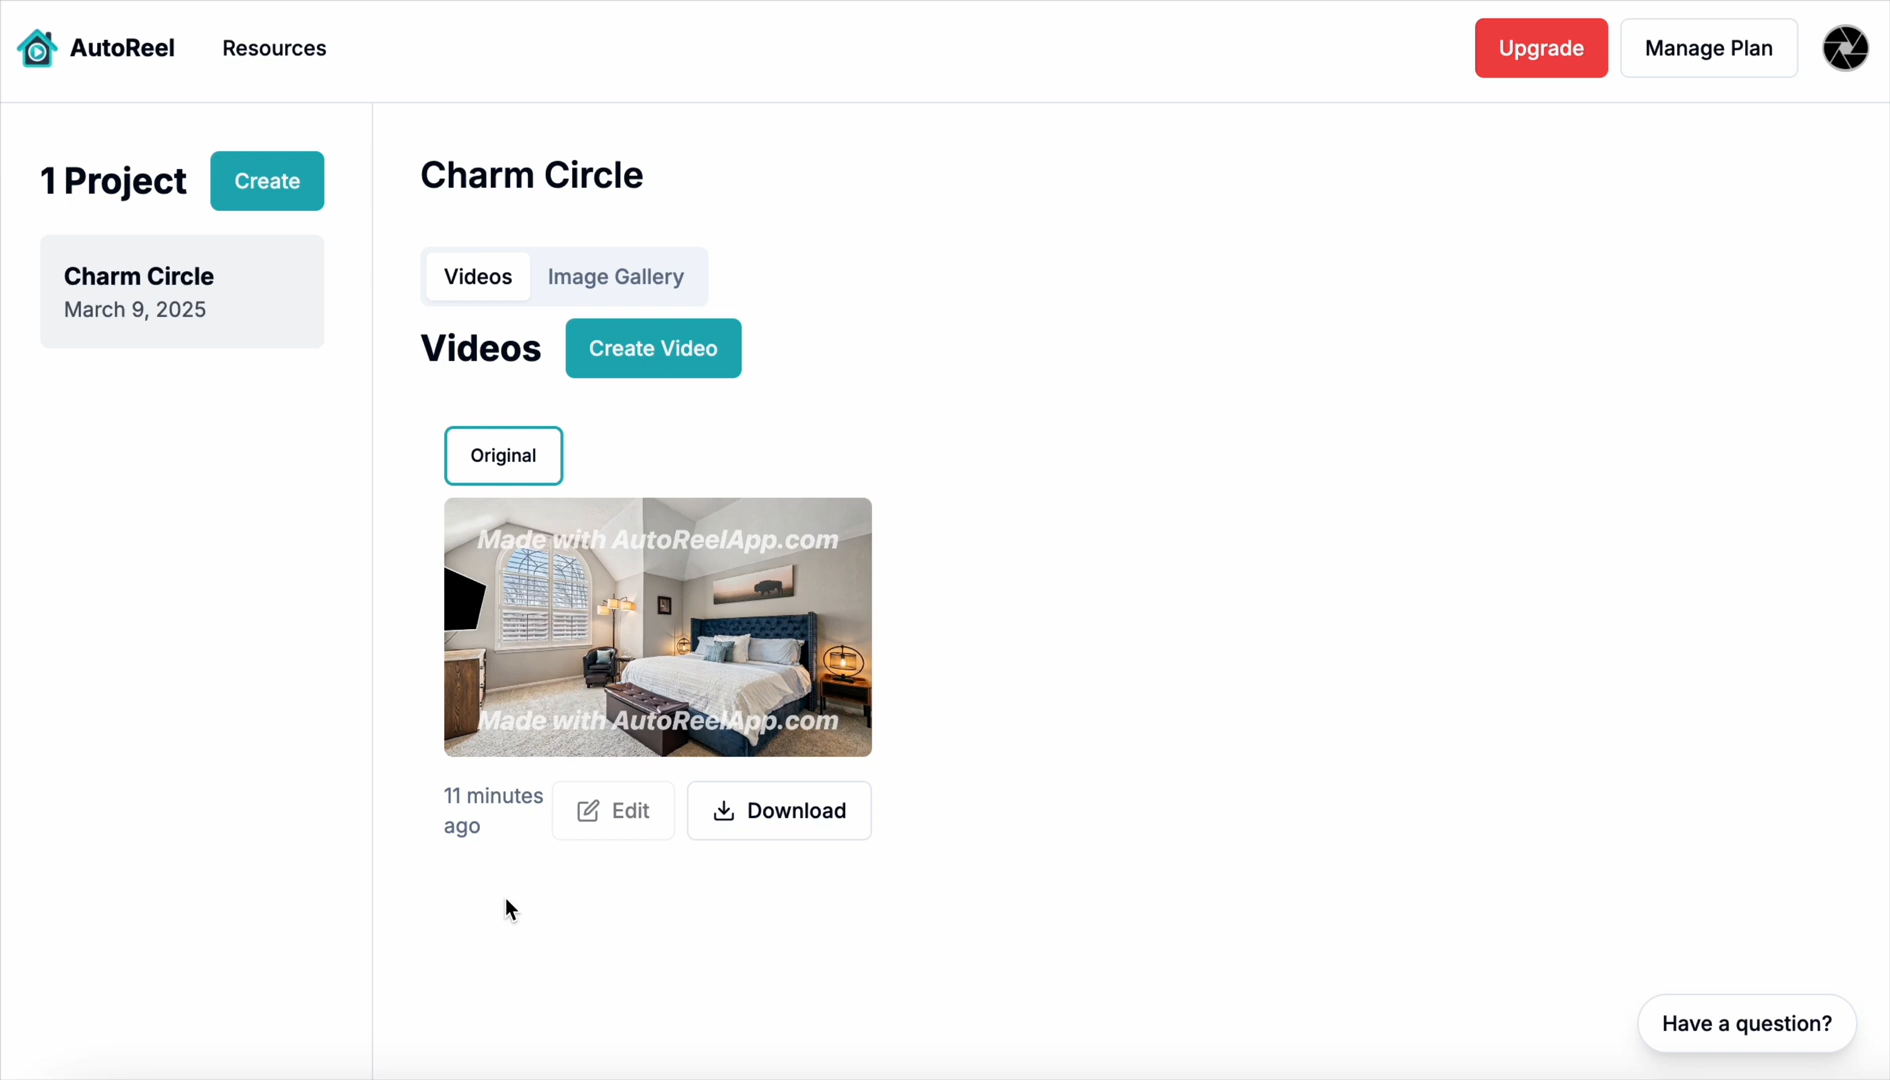 AutoReel
Resources
Upgrade
Manage Plan
1 Project
Create
Charm Circle
March 9, 2025
Charm Circle
Videos
Image Gallery
Videos
Create Video
Original
Made with AutoReelApp.com
Made with AutoReelApp.com
11 minutes
ago
Edit
Download
Have a question?